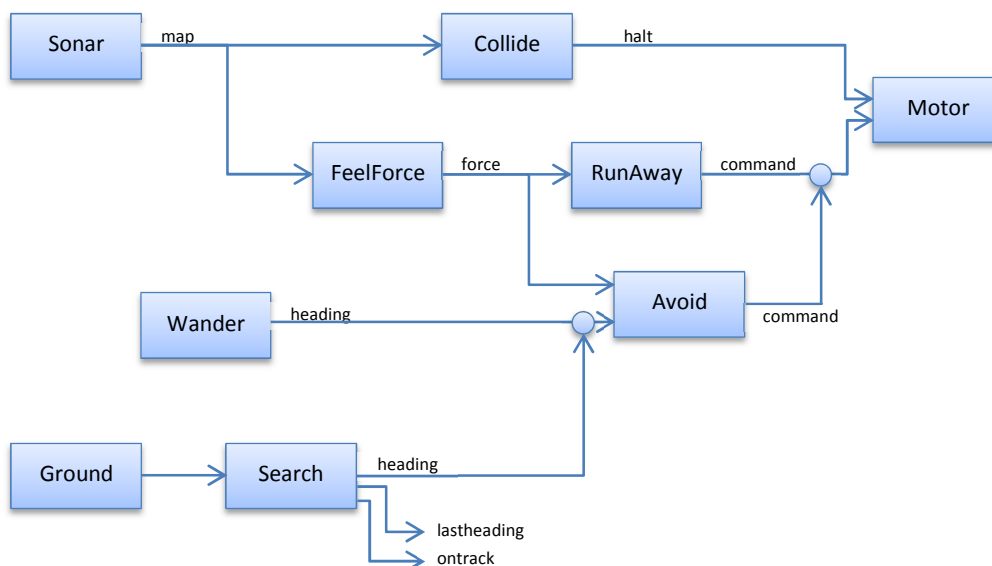 Sonar
map
Collide
halt
Motor
FeelForce
force
RunAway
command
Wander
heading
Avoid
command
Ground
Search
heading
lastheading
ontrack